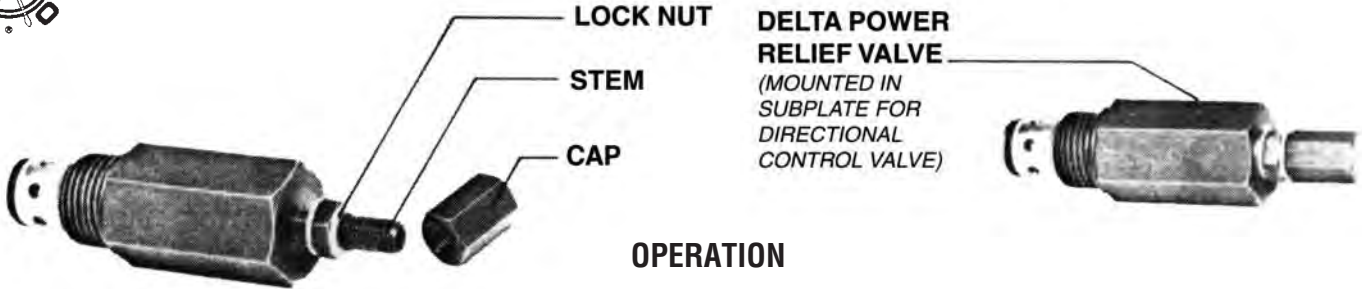 LOCK NUT
STEM
CAP
DELTA POWER
RELIEF VALVE
(MOUNTED IN
SUBPLATE FOR
DIRECTIONAL
CONTROL VALVE)
OPERATION
®